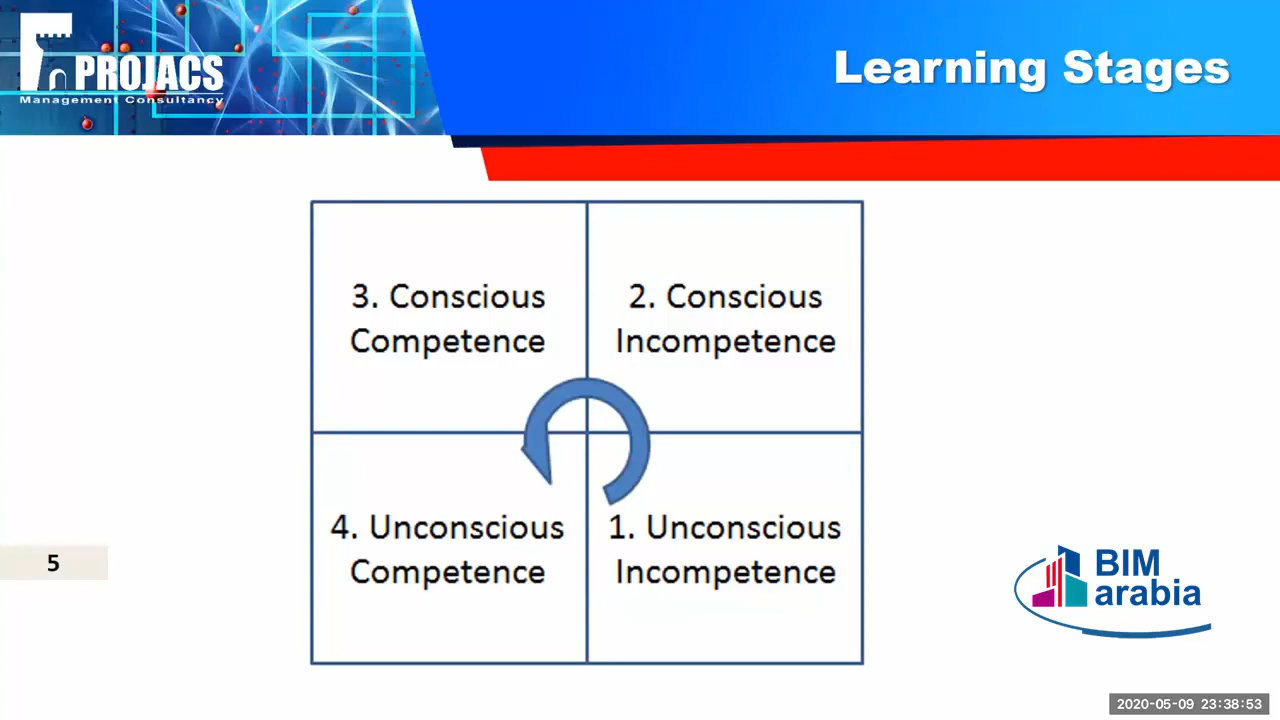 PROJACS
Management Consultancy
Learning Stages
3. Conscious
Competence
2. Conscious
Incompetence
4. Unconscious
Competence
1. Unconscious
Incompetence
5
BIM
arabia
2020-05-09 23:38:53